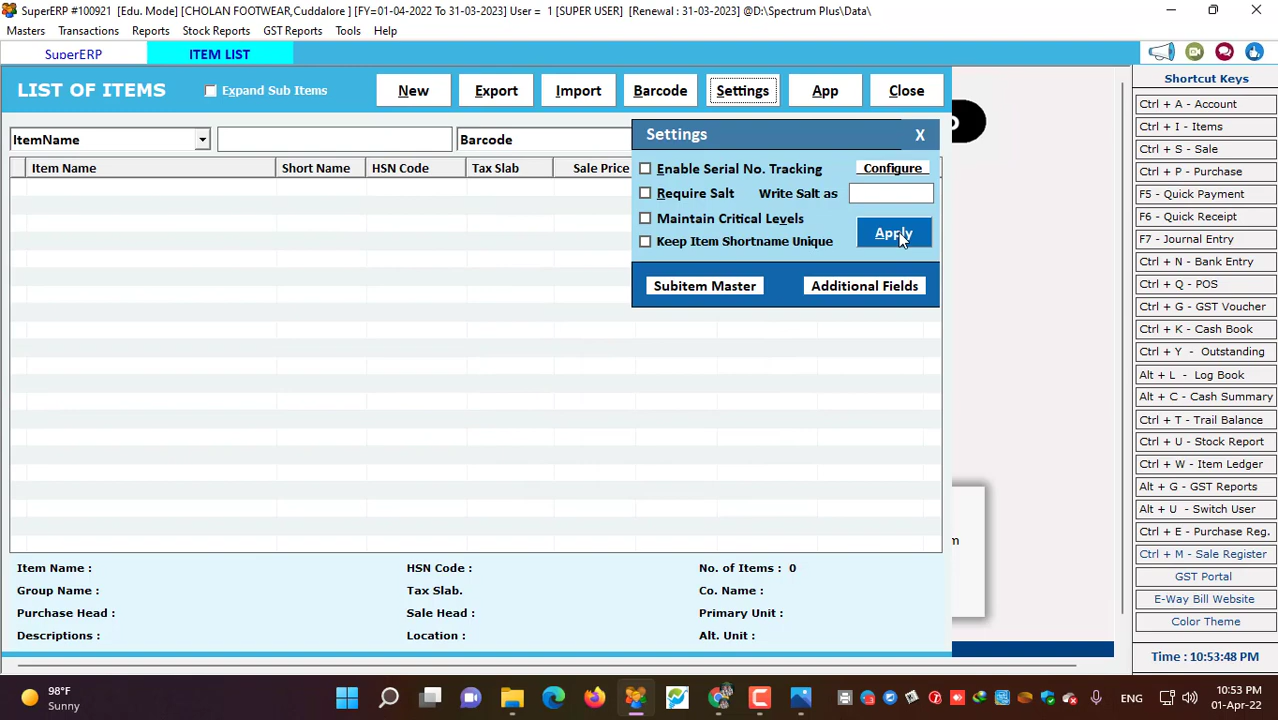 SuperERP #100921 [Edu. Mode] [CHOLAN FOOTWEAR,Cuddalore ] [FY=01-04-2022 To 31-03-2023] User = 1 [SUPER USER] [Renewal : 31-03-2023] @D:\Spectrum Plus\Data\
Masters Transactions Reports Stock Reports GST Reports Tools Help
SuperERP ITEM LIST
LIST OF ITEMS Expand Sub Items New Export Import Barcode Settings App Close
ItemName Barcode
Item Name Short Name HSN Code Tax Slab Sale Price
Settings X
Enable Serial No. Tracking Configure
Require Salt Write Salt as
Maintain Critical Levels
Apply
Keep Item Shortname Unique
Subitem Master Additional Fields
Item Name : HSN Code : No. of Items : 0
Group Name : Tax Slab. Co. Name :
Purchase Head : Sale Head : Primary Unit :
Descriptions : Location : Alt. Unit :
Shortcut Keys
Ctrl + A - Account
Ctrl + I - Items
Ctrl + S - Sale
Ctrl + P - Purchase
F5 - Quick Payment
F6 - Quick Receipt
F7 - Journal Entry
Ctrl + N - Bank Entry
Ctrl + Q - POS
Ctrl + G - GST Voucher
Ctrl + K - Cash Book
Ctrl + Y - Outstanding
Alt + L - Log Book
Alt + C - Cash Summary
Ctrl + T - Trail Balance
Ctrl + U - Stock Report
Ctrl + W - Item Ledger
Alt + G - GST Reports
Alt + U - Switch User
Ctrl + E - Purchase Reg.
Ctrl + M - Sale Register
GST Portal
E-Way Bill Website
Color Theme
Time : 10:53:48 PM
98°F
Sunny
ENG
10:53 PM
01-Apr-22